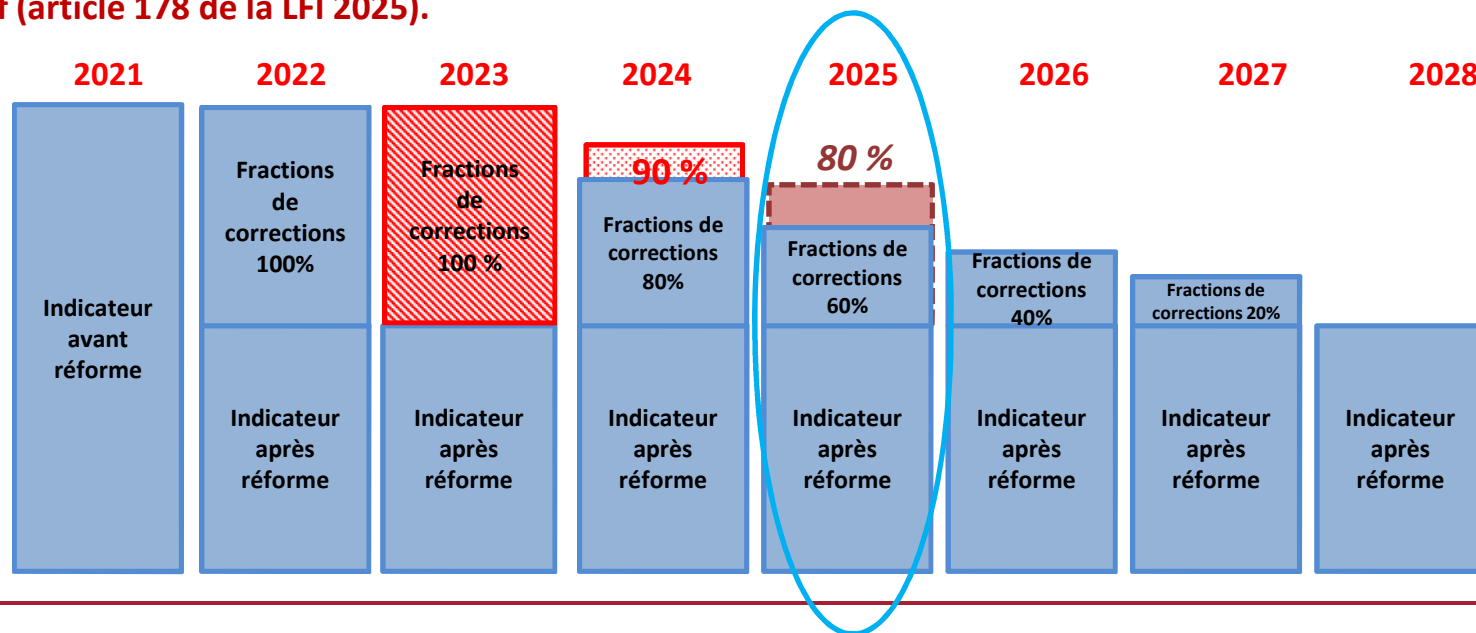 f (article 178 de la LFI 2025).
2021
2022
2023
2024
2025
2026
2027
2028
Indicateur
avant
réforme
Fractions
de
corrections
100%
Indicateur
après
réforme
Fractions
de
corrections
100 %
Indicateur
après
réforme
90 %
Fractions de
corrections
80%
Indicateur
après
réforme
80 %
Fractions de
corrections
60%
Indicateur
après
réforme
Fractions de
corrections
40%
Indicateur
après
réforme
Fractions de
corrections 20%
Indicateur
après
réforme
Indicateur
après
réforme